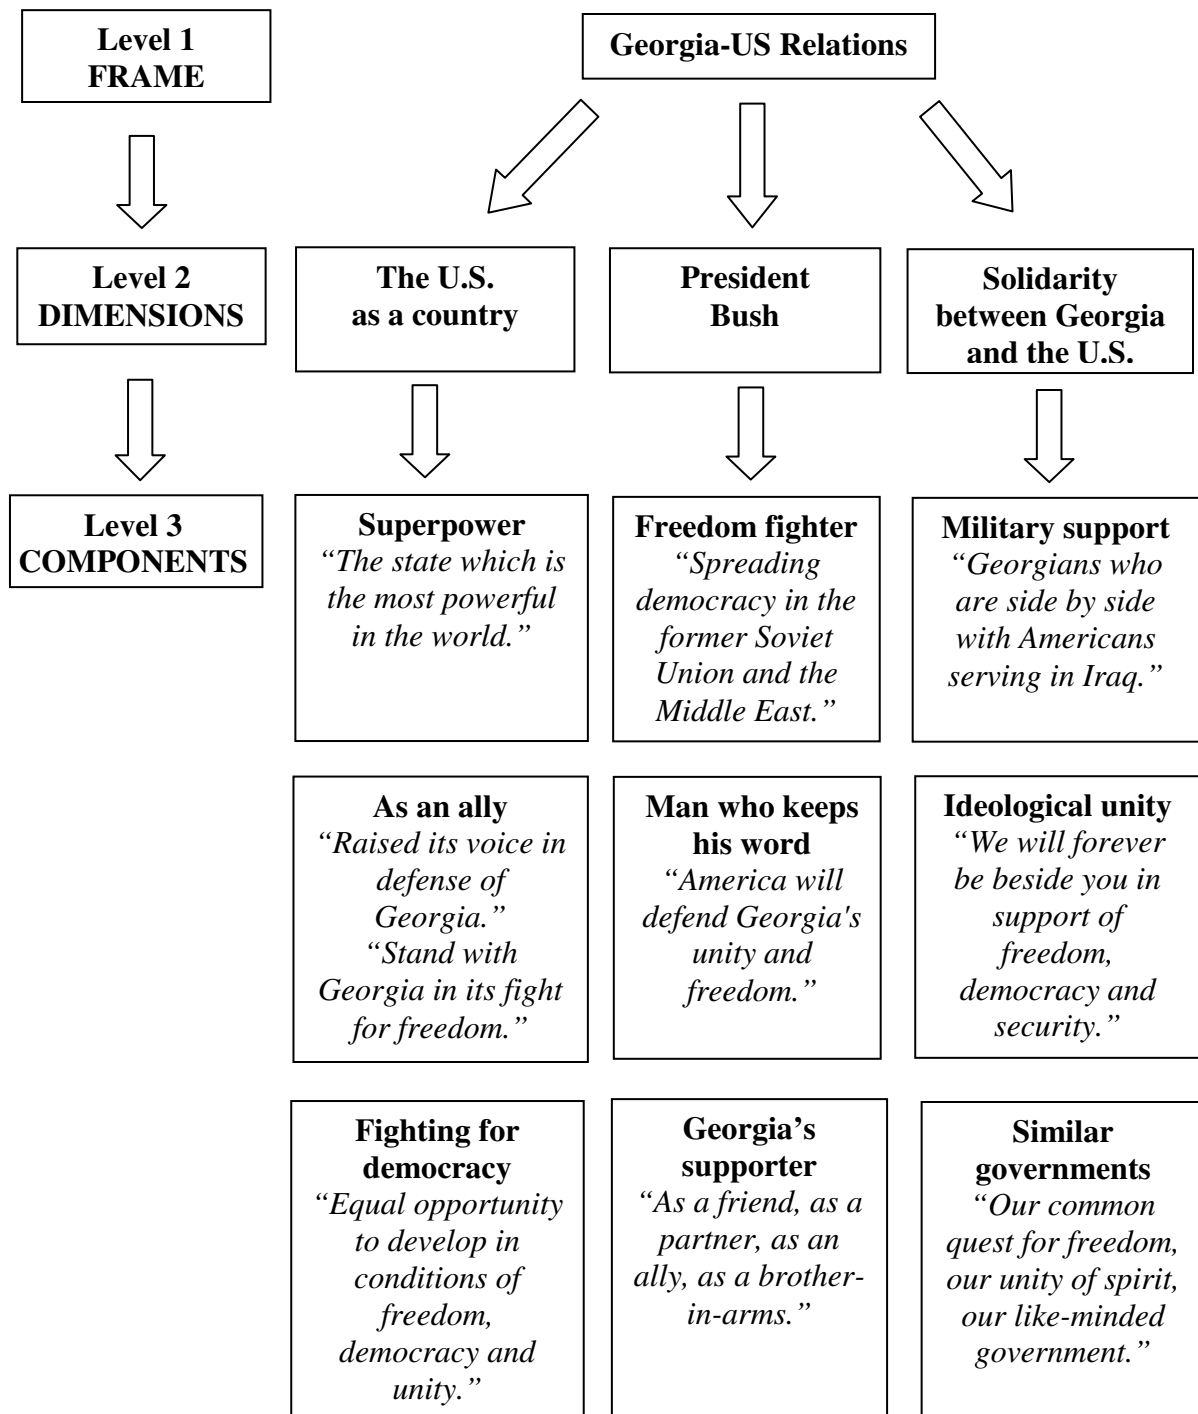 Level 1
FRAME
Georgia-US Relations
Level 2
DIMENSIONS
The U.S.
as a country
President
Bush
Solidarity
between Georgia
and the U.S.
Level 3
COMPONENTS
Superpower
“The state which is
the most powerful
in the world.”
Freedom fighter
“Spreading
democracy in the
former Soviet
Union and the
Middle East.”
Military support
“Georgians who
are side by side
with Americans
serving in Iraq.”
As an ally
“Raised its voice in
defense of
Georgia.”
“Stand with
Georgia in its fight
for freedom.”
Man who keeps
his word
“America will
defend Georgia's
unity and
freedom.”
Ideological unity
“We will forever
be beside you in
support of
freedom,
democracy and
security.”
Fighting for
democracy
“Equal opportunity
to develop in
conditions of
freedom,
democracy and
unity.”
Georgia’s
supporter
“As a friend, as a
partner, as an
ally, as a brother-
in-arms.”
Similar
governments
“Our common
quest for freedom,
our unity of spirit,
our like-minded
government.”